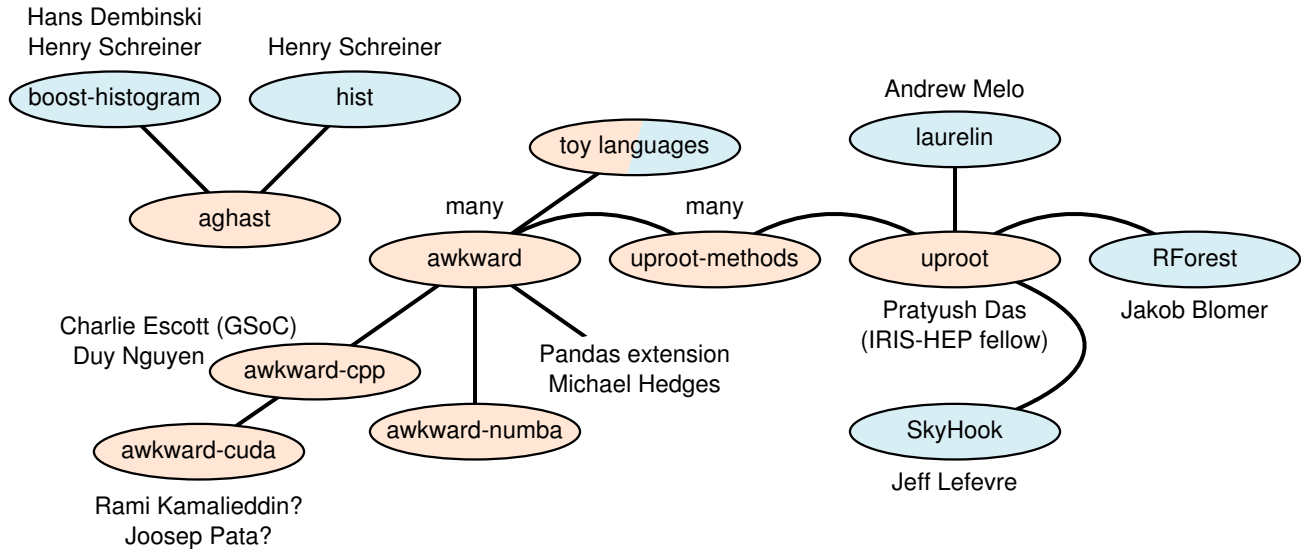 Hans Dembinski
Henry Schreiner
boost-histogram
Henry Schreiner
hist
aghast
toy languages
many
awkward
many
uproot-methods
Andrew Melo
laurelin
uproot
Pratyush Das
(IRIS-HEP fellow)
RForest
Jakob Blomer
Charlie Escott (GSoC)
Duy Nguyen
awkward-cpp
Pandas extension
Michael Hedges
awkward-numba
awkward-cuda
Rami Kamalieddin?
Joosep Pata?
SkyHook
Jeff Lefevre